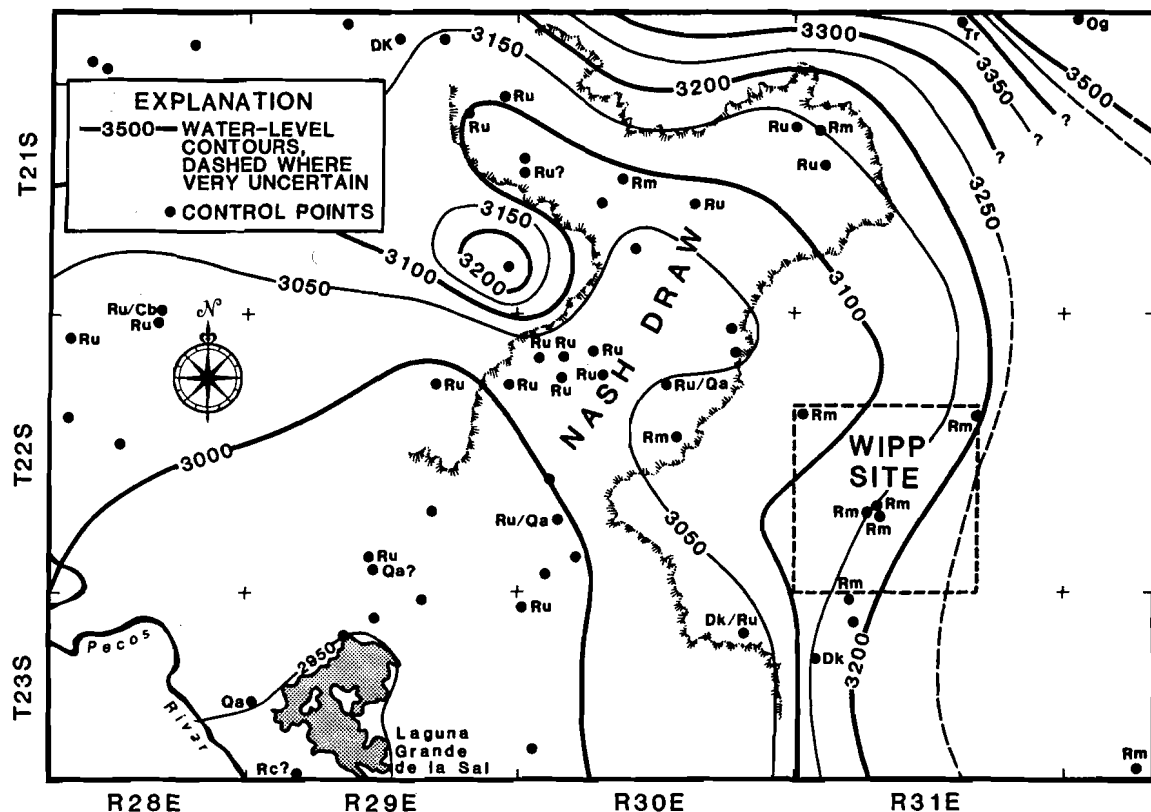 DK
3150
3300
Tr
Og
3200
3350
3500
EXPLANATION
3500 WATER-LEVEL
CONTOURS,
DASHED WHERE
VERY UNCERTAIN
CONTROL POINTS
Ru
Ru
Ru
Rm
?
?
?
Ru?
Rm
Ru
Ru
T21S
3150
3250
3100
3200
3050
3100
NASH DRAW
Ru/Cb
Ru
N
Ru
Ru
Ru
Ru
Ru
Ru
Ru
Ru
Ru/Qa
Rm
Rm
Rm
WIPP
SITE
3000
T22S
Rm
Rm
Rm
Ru/Qa
3050
Ru
Qa?
Ru
Rm
Dk/Ru
Dk
3200
Pecos
River
2950
Qa
T23S
Laguna
Grande
de la Sal
Rc?
Rm
R28E R29E R30E R31E